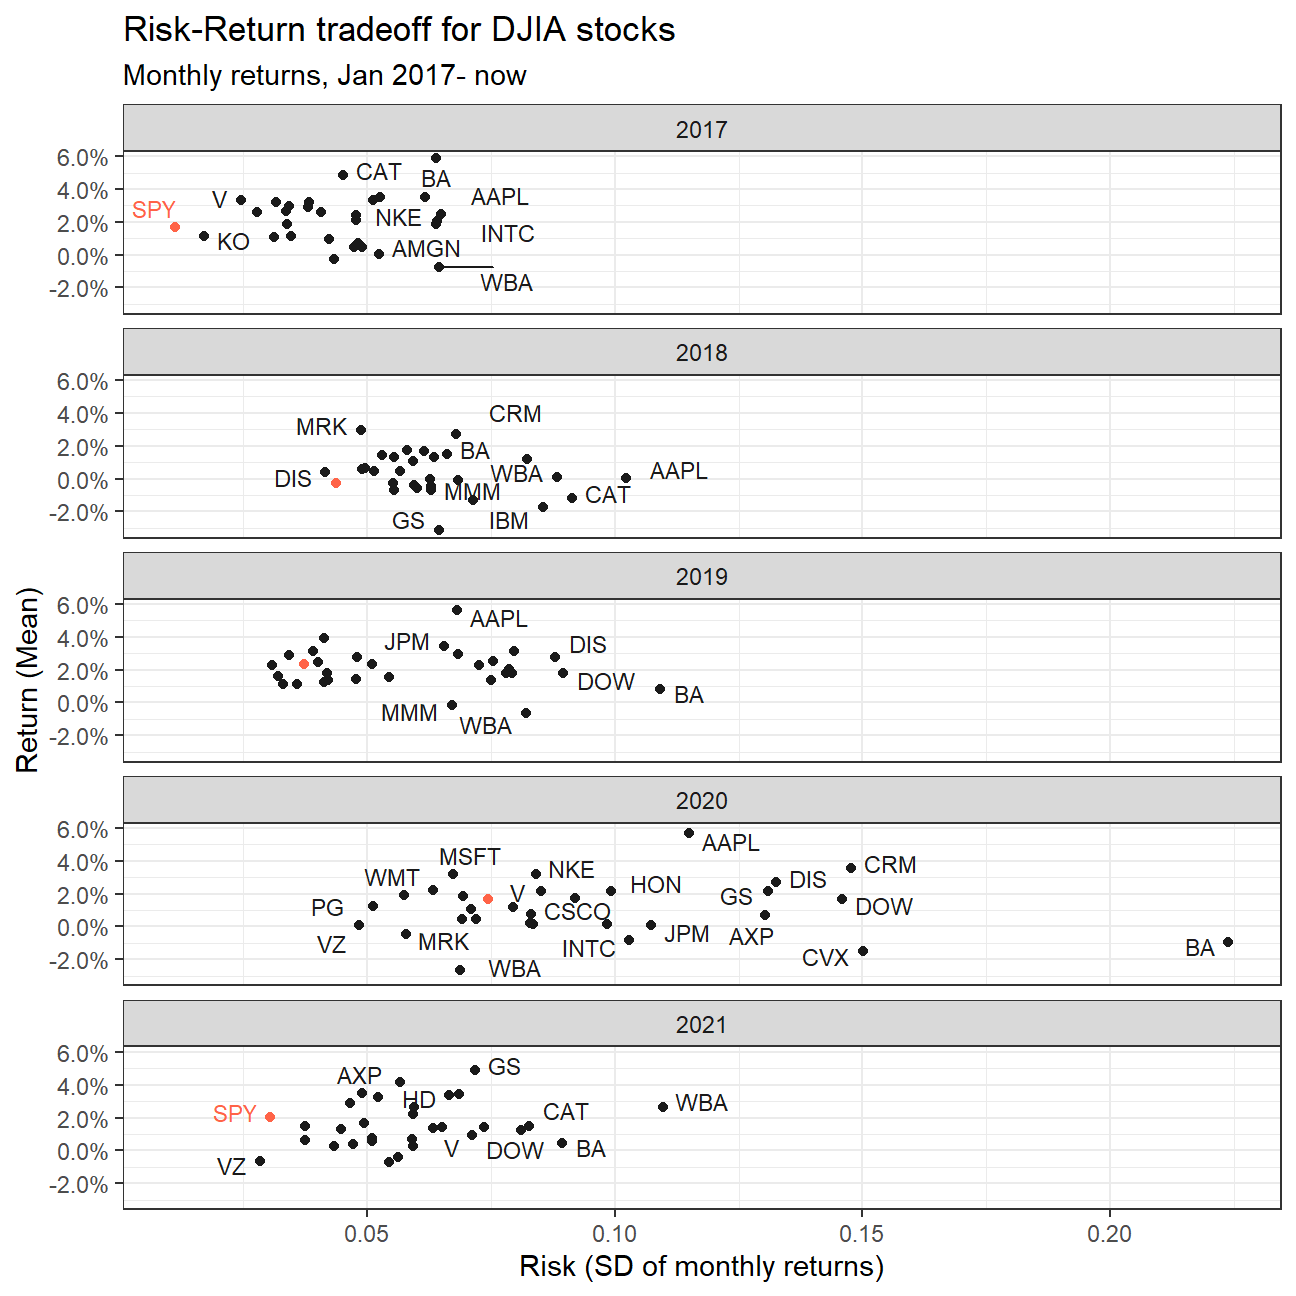 Risk-Return tradeoff for DJIA stocks
Monthly returns, Jan 2017- now
2017
6.0%
4.0%
2.0%
0.0%
-2.0%
CAT
BA
V
AAPL
SPY
NKE
INTC
KO
AMGN
WBA
2018
6.0%
4.0%
2.0%
0.0%
-2.0%
CRM
MRK
BA
DIS
WBA
AAPL
MMM
CAT
GS
IBM
2019
6.0%
4.0%
2.0%
0.0%
-2.0%
AAPL
JPM
DIS
DOW
BA
MMM
WBA
Return (Mean)
2020
6.0%
4.0%
2.0%
0.0%
-2.0%
AAPL
MSFT
NKE
CRM
WMT
HON
DIS
V
GS
PG
CSCO
DOW
VZ
MRK
INTC
JPM
AXP
CVX
BA
WBA
2021
6.0%
4.0%
2.0%
0.0%
-2.0%
GS
AXP
HD
WBA
SPY
CAT
V
DOW
BA
VZ
0.05
0.10
0.15
0.20
Risk (SD of monthly returns)